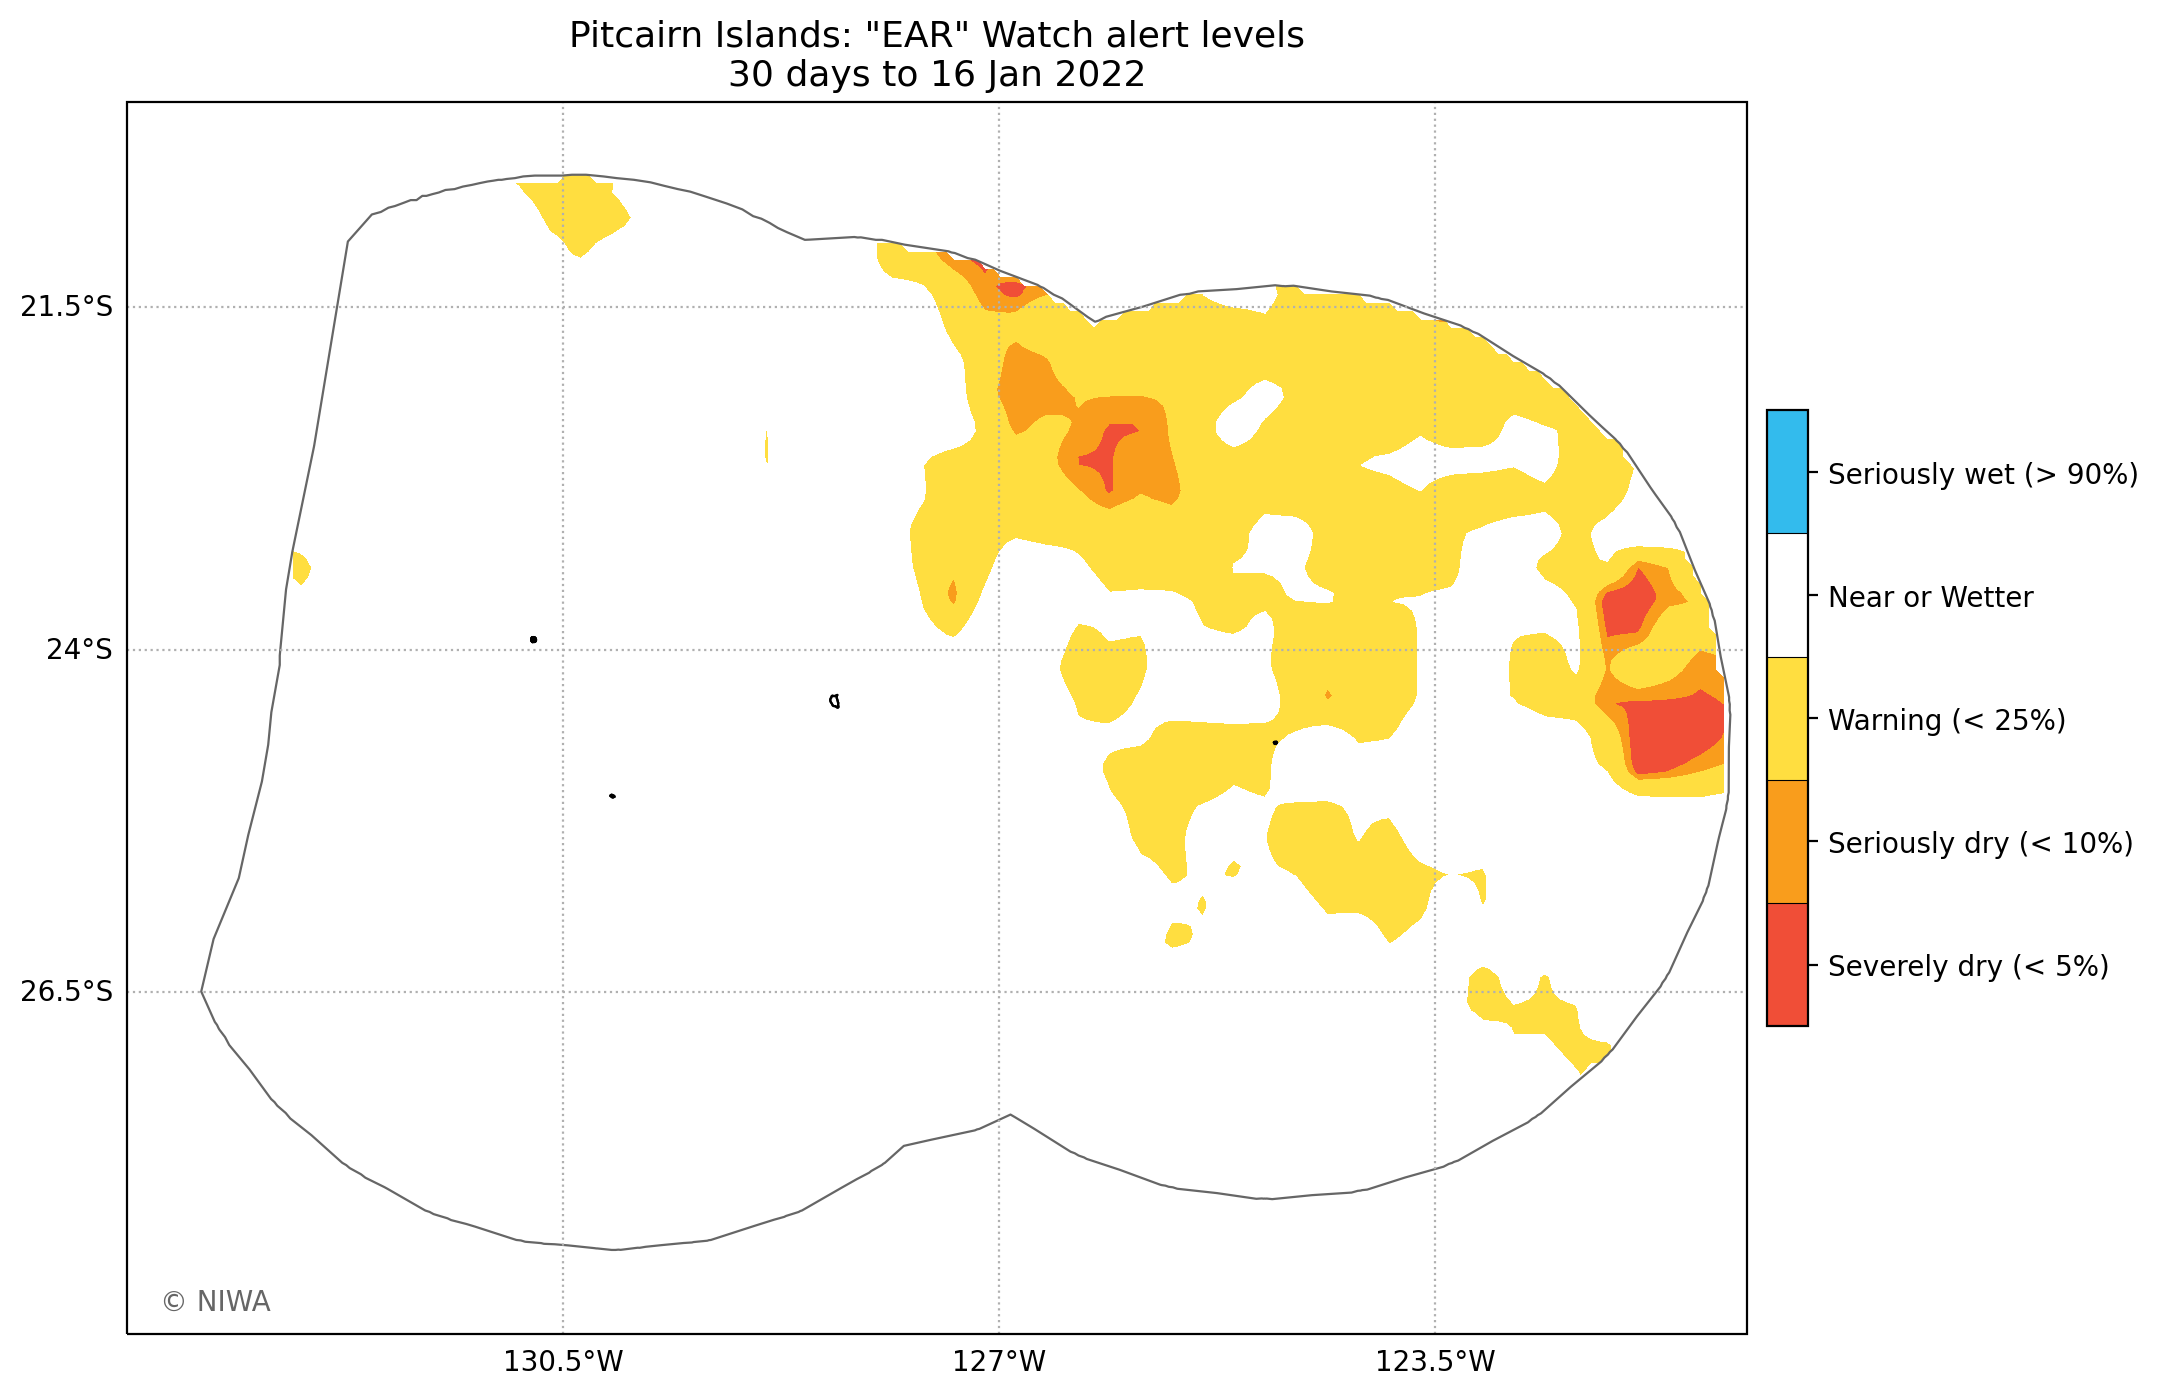 Pitcairn Islands: "EAR" Watch alert levels
30 days to 16 Jan 2022
21.5°S
24°S
26.5°S
130.5°W
127°W
123.5°W
Seriously wet (> 90%)
Near or Wetter
Warning (< 25%)
Seriously dry (< 10%)
Severely dry (< 5%)
© NIWA